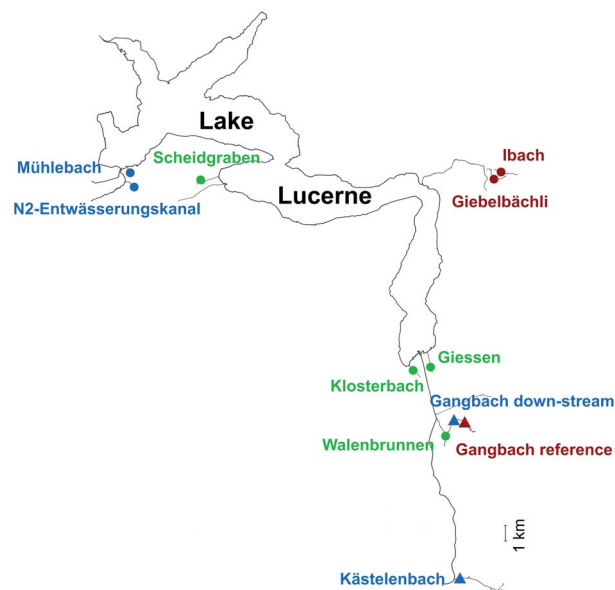 Lake
Scheidgraben
Mühlebach
Ibach
Lucerne
N2-Entwässerungskanal
Giebelbächli
Giessen
Klosterbach
Gangbach down-stream
Walenbrunnen
Gangbach reference
1 km
Kästelenbach